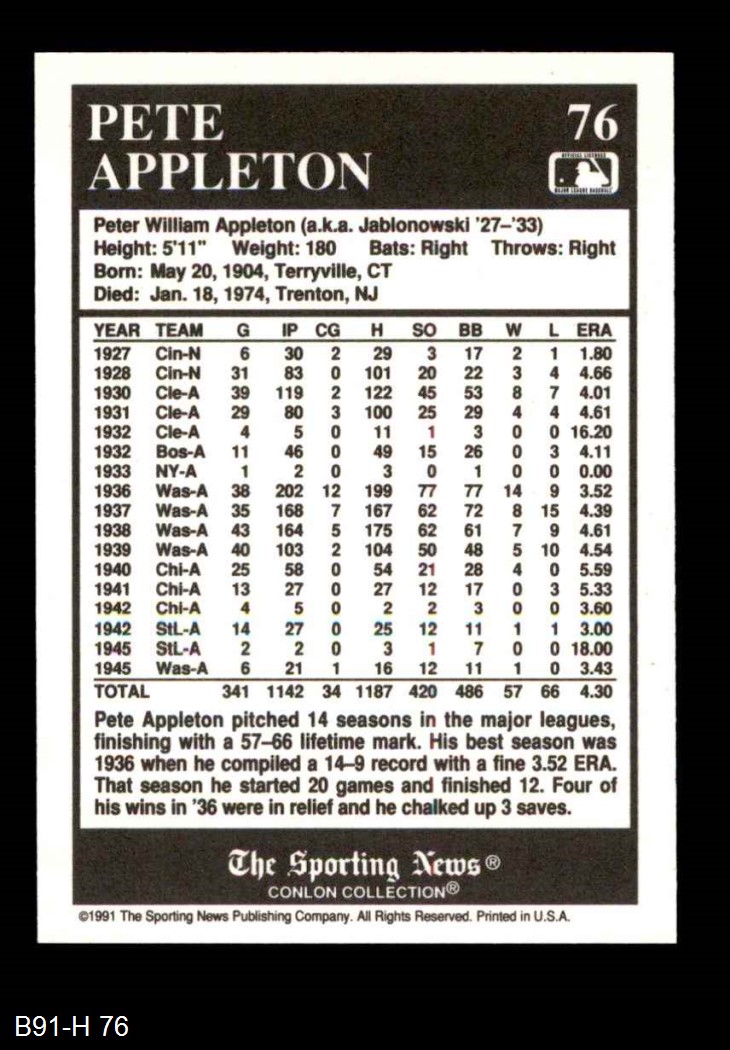 PETE
APPLETON
76
OFFICIAL LICENSEE
MAJOR LEAGUE BASEBALL
Peter William Appleton (a.k.a. Jablonowski '27–'33)
Height: 5'11" Weight: 180 Bats: Right Throws: Right
Born: May 20, 1904, Terryville, CT
Died: Jan. 18, 1974, Trenton, NJ
YEAR TEAM G IP CG H SO BB W L ERA
1927 Cin-N 6 30 2 29 3 17 2 1 1.80
1928 Cin-N 31 83 0 101 20 22 3 4 4.66
1930 Cle-A 39 119 2 122 45 53 8 7 4.01
1931 Cle-A 29 80 3 100 25 29 4 4 4.61
1932 Cle-A 4 5 0 11 1 3 0 0 16.20
1932 Bos-A 11 46 0 49 15 26 0 3 4.11
1933 NY-A 1 2 0 3 0 1 0 0 0.00
1936 Was-A 38 202 12 199 77 77 14 9 3.52
1937 Was-A 35 168 7 167 62 72 8 15 4.39
1938 Was-A 43 164 5 175 62 61 7 9 4.61
1939 Was-A 40 103 2 104 50 48 5 10 4.54
1940 Chi-A 25 58 0 54 21 28 4 0 5.59
1941 Chi-A 13 27 0 27 12 17 0 3 5.33
1942 Chi-A 4 5 0 2 2 3 0 0 3.60
1942 StL-A 14 27 0 25 12 11 1 1 3.00
1945 StL-A 2 2 0 3 1 7 0 0 18.00
1945 Was-A 6 21 1 16 12 11 1 0 3.43
TOTAL 341 1142 34 1187 420 486 57 66 4.30
Pete Appleton pitched 14 seasons in the major leagues,
finishing with a 57–66 lifetime mark. His best season was
1936 when he compiled a 14–9 record with a fine 3.52 ERA.
That season he started 20 games and finished 12. Four of
his wins in '36 were in relief and he chalked up 3 saves.
The Sporting News®
CONLON COLLECTION®
©1991 The Sporting News Publishing Company. All Rights Reserved. Printed in U.S.A.
B91-H 76